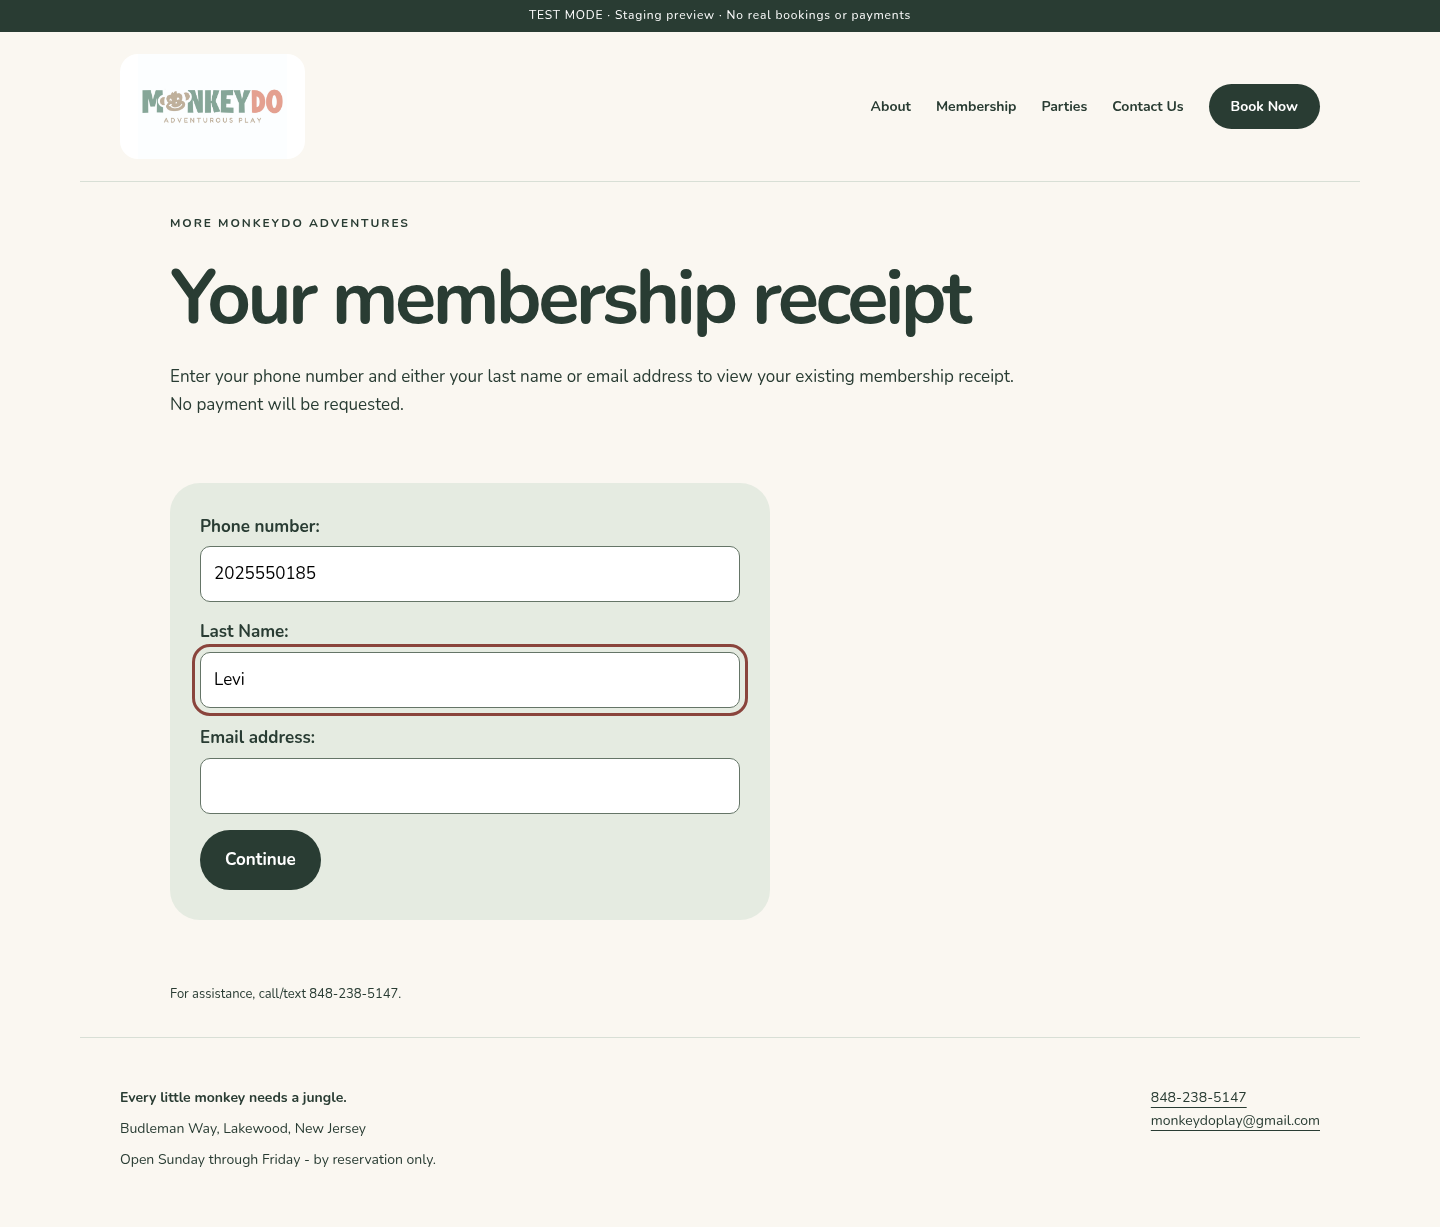 TEST MODE · Staging preview · No real bookings or payments
MONKEYDO
ADVENTUROUS PLAY
About
Membership
Parties
Contact Us
Book Now
MORE MONKEYDO ADVENTURES
Your membership receipt
Enter your phone number and either your last name or email address to view your existing membership receipt.
No payment will be requested.
Phone number:
2025550185
Last Name:
Levi
Email address:
Continue
For assistance, call/text 848-238-5147.
Every little monkey needs a jungle.
Budleman Way, Lakewood, New Jersey
Open Sunday through Friday - by reservation only.
848-238-5147
monkeydoplay@gmail.com